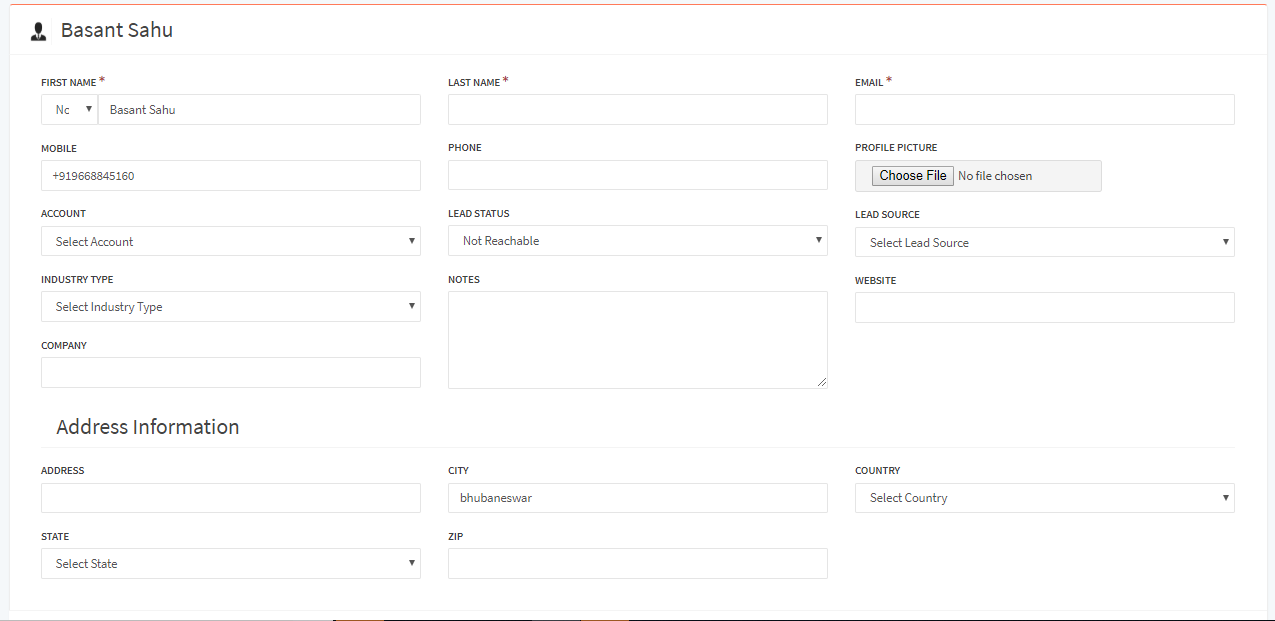 Basant Sahu
FIRST NAME * LAST NAME * EMAIL *
Nc Basant Sahu
MOBILE PHONE PROFILE PICTURE
+919668845160 Choose File No file chosen
ACCOUNT LEAD STATUS LEAD SOURCE
Select Account Not Reachable Select Lead Source
INDUSTRY TYPE NOTES WEBSITE
Select Industry Type
COMPANY
Address Information
ADDRESS CITY COUNTRY
bhubaneswar Select Country
STATE ZIP
Select State